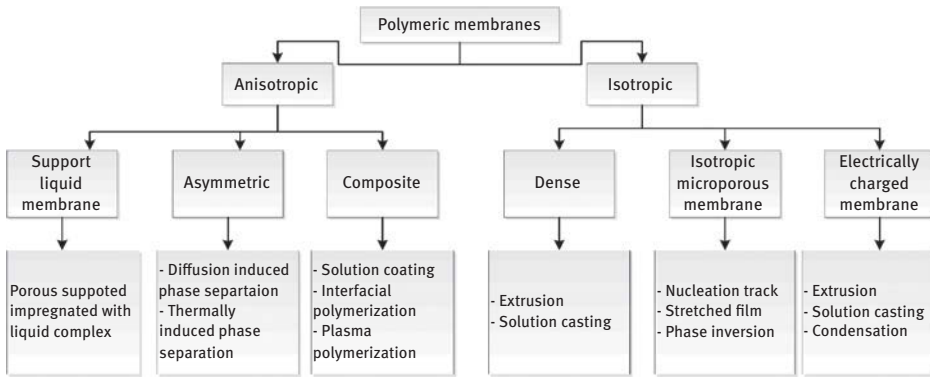 Polymeric membranes
Anisotropic
Isotropic
Support
liquid
membrane
Asymmetric
Composite
Dense
Isotropic
microporous
membrane
Electrically
charged
membrane
Porous suppoted
impregnated with
liquid complex
- Diffusion induced
phase separtaion
- Thermally
induced phase
separation
- Solution coating
- Interfacial
polymerization
- Plasma
polymerization
- Extrusion
- Solution casting
- Nucleation track
- Stretched film
- Phase inversion
- Extrusion
- Solution casting
- Condensation